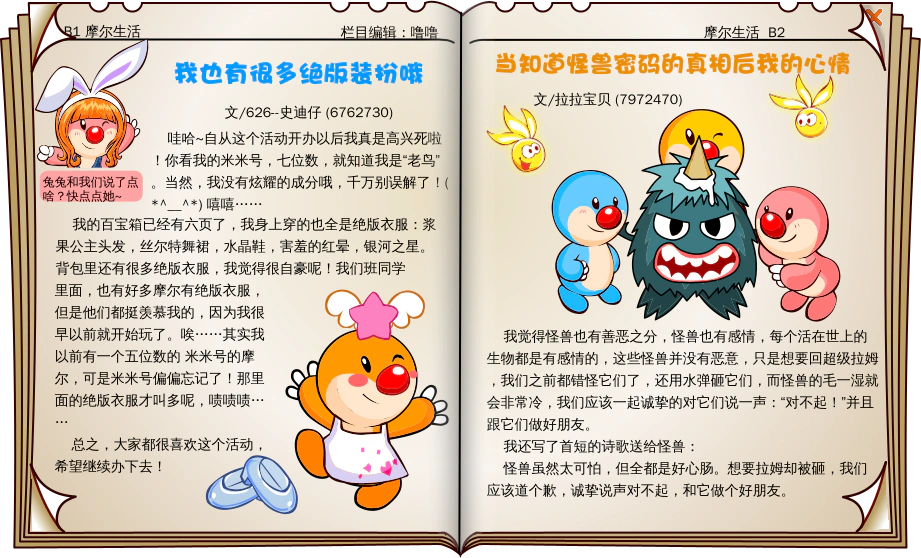 B1 摩尔生活
栏目编辑：噜噜
我也有很多绝版装扮哦
文/626--史迪仔 (6762730)
兔兔和我们说了点
啥？快点点她~
哇哈~自从这个活动开办以后我真是高兴死啦
！你看我的米米号，七位数，就知道我是“老鸟”
。当然，我没有炫耀的成分哦，千万别误解了！(
*^__^*) 嘻嘻……
我的百宝箱已经有六页了，我身上穿的也全是绝版衣服：浆
果公主头发，丝尔特舞裙，水晶鞋，害羞的红晕，银河之星。
背包里还有很多绝版衣服，我觉得很自豪呢！我们班同学
里面，也有好多摩尔有绝版衣服，
但是他们都挺羡慕我的，因为我很
早以前就开始玩了。唉……其实我
以前有一个五位数的 米米号的摩
尔，可是米米号偏偏忘记了！那里
面的绝版衣服才叫多呢，啧啧啧…
…
总之，大家都很喜欢这个活动，
希望继续办下去！
摩尔生活 B2
当知道怪兽密码的真相后我的心情
文/拉拉宝贝 (7972470)
我觉得怪兽也有善恶之分，怪兽也有感情，每个活在世上的
生物都是有感情的，这些怪兽并没有恶意，只是想要回超级拉姆
，我们之前都错怪它们了，还用水弹砸它们，而怪兽的毛一湿就
会非常冷，我们应该一起诚挚的对它们说一声：“对不起！”并且
跟它们做好朋友。
我还写了首短的诗歌送给怪兽：
怪兽虽然太可怕，但全都是好心肠。想要拉姆却被砸，我们
应该道个歉，诚挚说声对不起，和它做个好朋友。